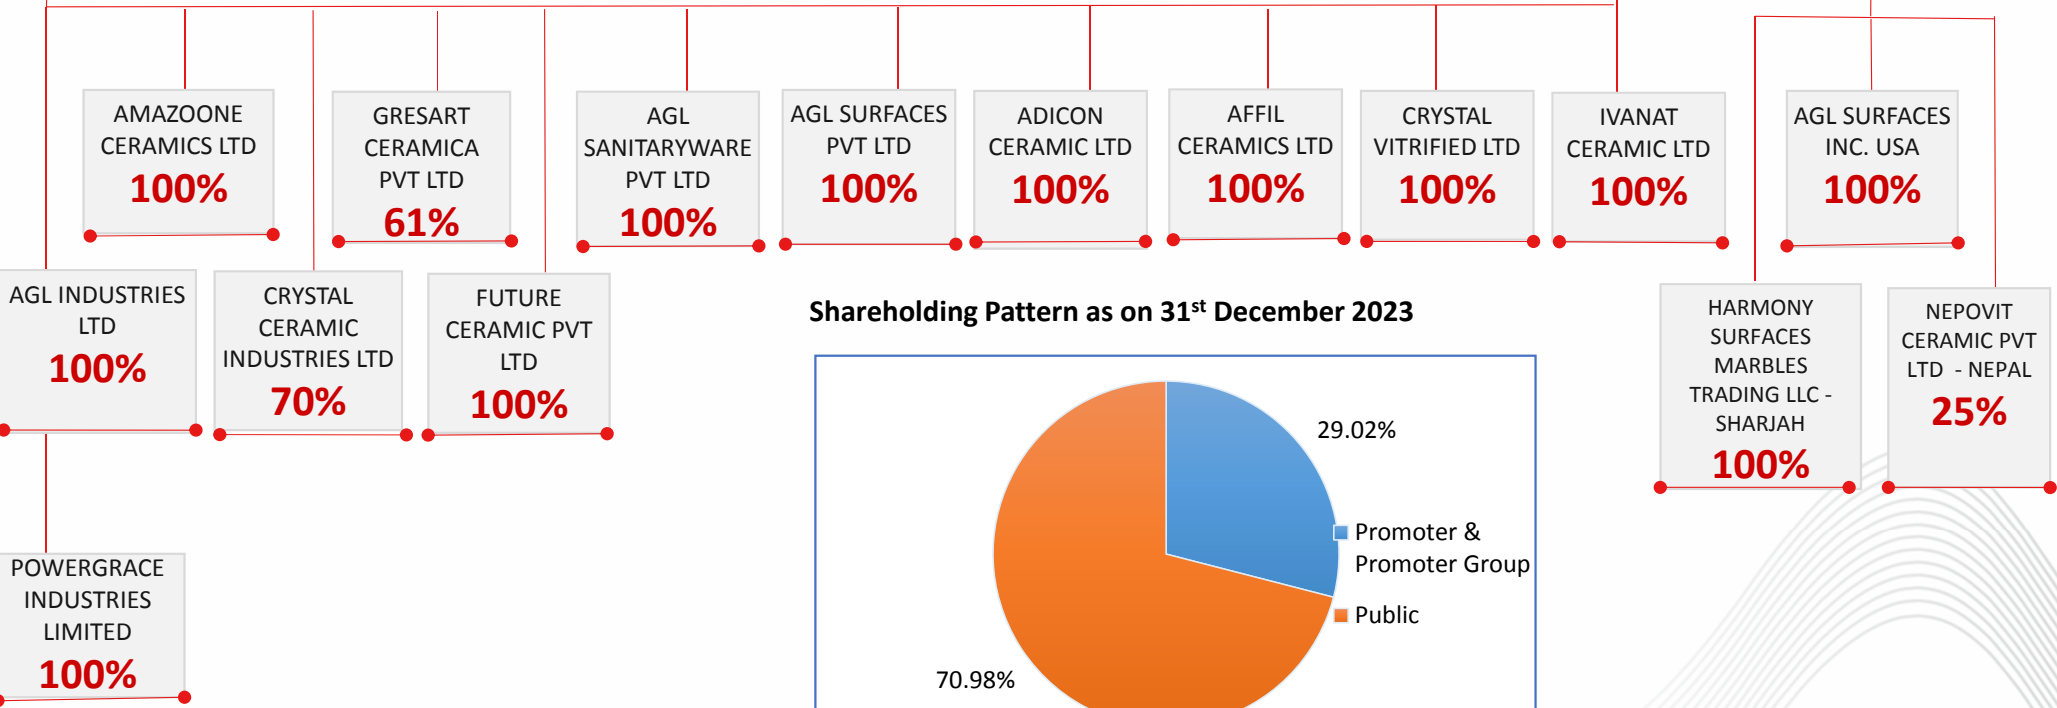 AMAZOONE
CERAMICS LTD
100%
GRESART
CERAMICA
PVT LTD
61%
AGL
SANITARYWARE
PVT LTD
100%
AGL SURFACES
PVT LTD
100%
ADICON
CERAMIC LTD
100%
AFFIL
CERAMICS LTD
100%
CRYSTAL
VITRIFIED LTD
100%
IVANAT
CERAMIC LTD
100%
AGL SURFACES
INC. USA
100%
AGL INDUSTRIES
LTD
100%
CRYSTAL
CERAMIC
INDUSTRIES LTD
70%
FUTURE
CERAMIC PVT
LTD
100%
HARMONY
SURFACES
MARBLES
TRADING LLC -
SHARJAH
100%
NEPOVIT
CERAMIC PVT
LTD - NEPAL
25%
POWERGRACE
INDUSTRIES
LIMITED
100%
Shareholding Pattern as on 31st December 2023
29.02%
Promoter &
Promoter Group
Public
70.98%